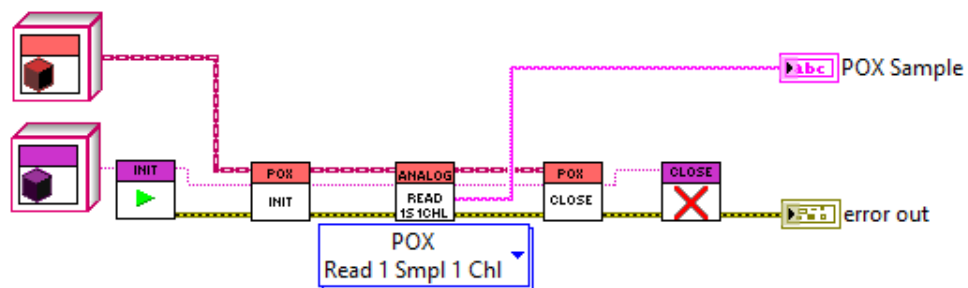 abc
POX Sample
INIT
POX
INIT
ANALOG
READ
1S 1CHL
POX
CLOSE
CLOSE
error out
POX
Read 1 Smpl 1 Chl